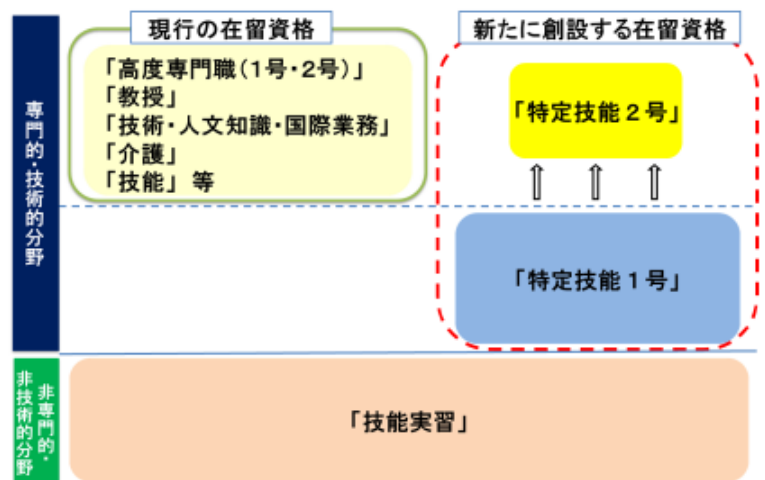 現行の在留資格
「高度専門職(1号・2号)」
「教授」
「技術・人文知識・国際業務」
「介護」
「技能」 等
新たに創設する在留資格
「特定技能2号」
「特定技能1号」
専門的・技術的分野
非専門的・
非技術的分野
「技能実習」